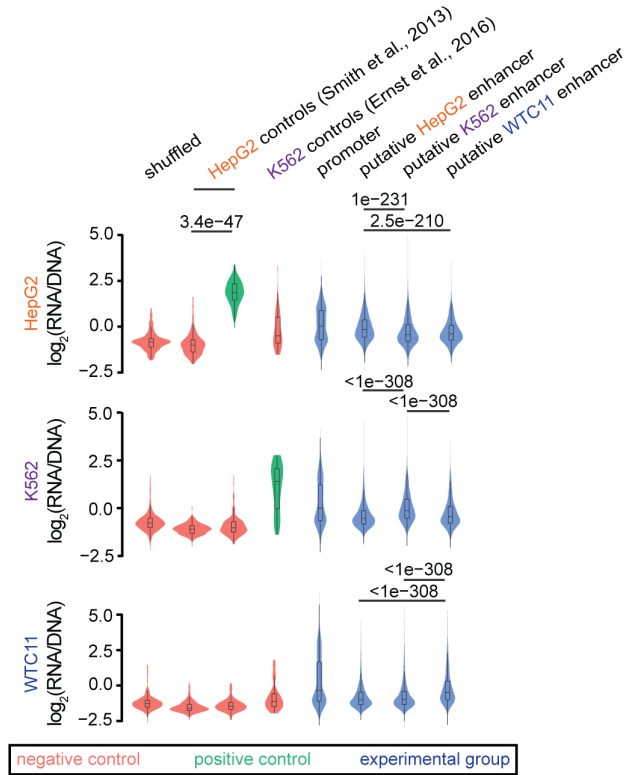 shuffled
HepG2 controls (Smith et al., 2013)
K562 controls (Ernst et al., 2016)
promoter
putative HepG2 enhancer
putative K562 enhancer
putative WTC11 enhancer
3.4e−47
1e−231
2.5e−210
HepG2
log2(RNA/DNA)
5.0
2.5
0.0
−2.5
<1e−308
<1e−308
K562
log2(RNA/DNA)
5.0
2.5
0.0
−2.5
<1e−308
<1e−308
WTC11
log2(RNA/DNA)
5.0
2.5
0.0
−2.5
negative control
positive control
experimental group